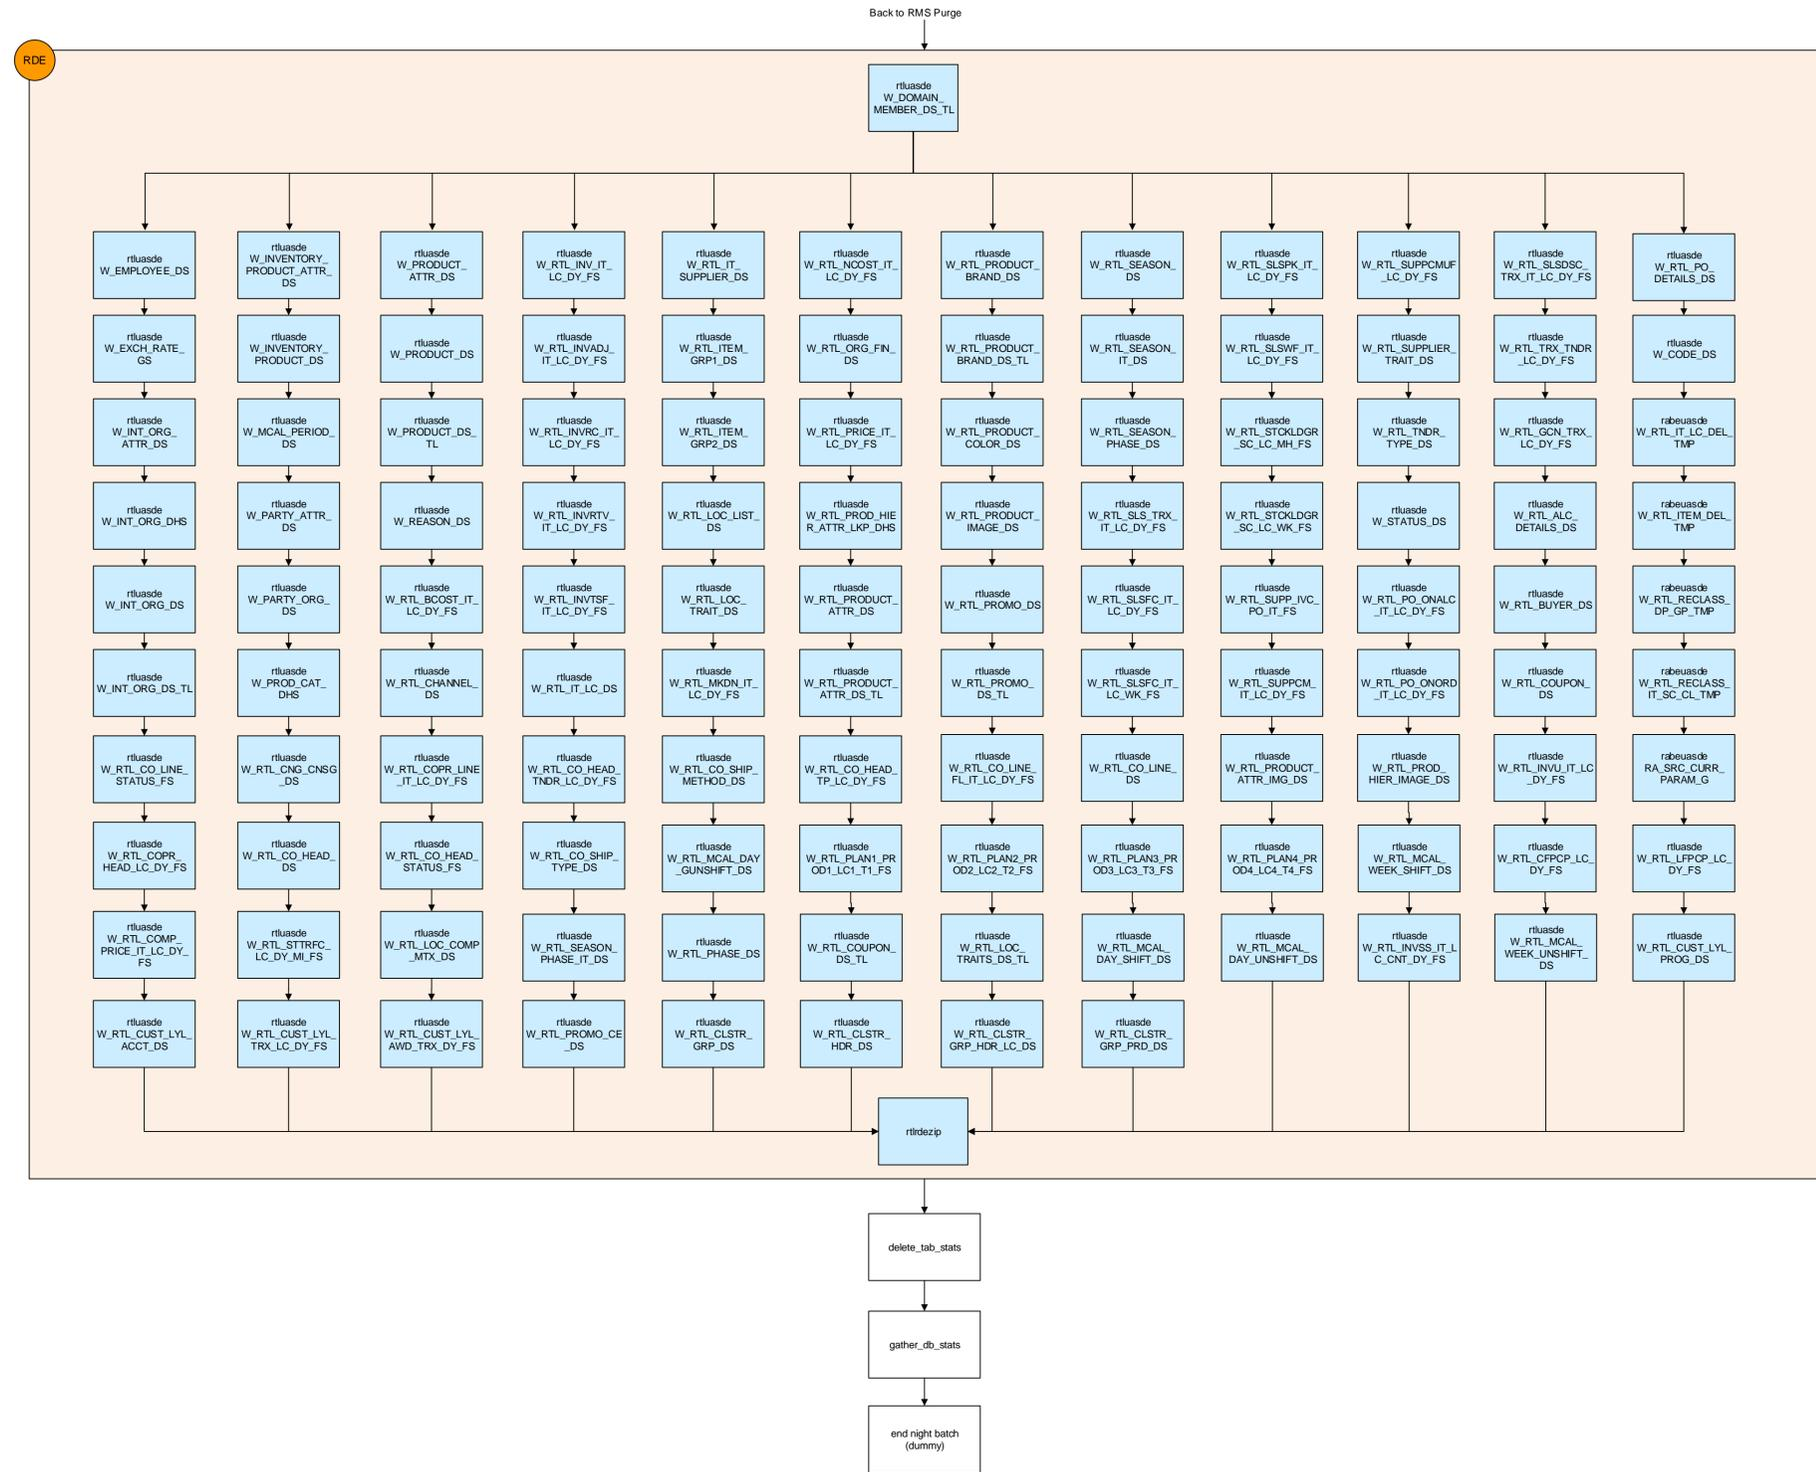 Back to RMS Purge
RDE
rtluasde
W_DOMAIN_
MEMBER_DS_TL
rtluasde
W_EMPLOYEE_DS
rtluasde
W_INVENTORY_
PRODUCT_ATTR_
DS
rtluasde
W_PRODUCT_
ATTR_DS
rtluasde
W_RTL_INV_IT_
LC_DY_FS
rtluasde
W_RTL_IT_
SUPPLIER_DS
rtluasde
W_RTL_NCOST_IT_
LC_DY_FS
rtluasde
W_RTL_PRODUCT_
BRAND_DS
rtluasde
W_RTL_SEASON_
DS
rtluasde
W_RTL_SLSPK_IT_
LC_DY_FS
rtluasde
W_RTL_SUPPCMUF
_LC_DY_FS
rtluasde
W_RTL_SLSDSC_
TRX_IT_LC_DY_FS
rtluasde
W_RTL_PO_
DETAILS_DS
rtluasde
W_EXCH_RATE_
GS
rtluasde
W_INVENTORY_
PRODUCT_DS
rtluasde
W_PRODUCT_DS
rtluasde
W_RTL_INVADJ_
IT_LC_DY_FS
rtluasde
W_RTL_ITEM_
GRP1_DS
rtluasde
W_RTL_ORG_FIN_
DS
rtluasde
W_RTL_PRODUCT_
BRAND_DS_TL
rtluasde
W_RTL_SEASON_
IT_DS
rtluasde
W_RTL_SLSWF_IT_
LC_DY_FS
rtluasde
W_RTL_SUPPLIER_
TRAIT_DS
rtluasde
W_RTL_TRX_TNDR
_LC_DY_FS
rtluasde
W_CODE_DS
rtluasde
W_INT_ORG_
ATTR_DS
rtluasde
W_MCAL_PERIOD_
DS
rtluasde
W_PRODUCT_DS_
TL
rtluasde
W_RTL_INVRC_IT_
LC_DY_FS
rtluasde
W_RTL_ITEM_
GRP2_DS
rtluasde
W_RTL_PRICE_IT_
LC_DY_FS
rtluasde
W_RTL_PRODUCT_
COLOR_DS
rtluasde
W_RTL_SEASON_
PHASE_DS
rtluasde
W_RTL_STCKLDGR
_SC_LC_MH_FS
rtluasde
W_RTL_TNDR_
TYPE_DS
rtluasde
W_RTL_GCN_TRX_
LC_DY_FS
rabeuasde
W_RTL_IT_LC_DEL_
TMP
rtluasde
W_INT_ORG_DHS
rtluasde
W_PARTY_ATTR_
DS
rtluasde
W_REASON_DS
rtluasde
W_RTL_INVRTV_
IT_LC_DY_FS
rtluasde
W_RTL_LOC_LIST_
DS
rtluasde
W_RTL_PROD_HIE
R_ATTR_LKP_DHS
rtluasde
W_RTL_PRODUCT_
IMAGE_DS
rtluasde
W_RTL_SLS_TRX_
IT_LC_DY_FS
rtluasde
W_RTL_STCKLDGR
_SC_LC_WK_FS
rtluasde
W_STATUS_DS
rtluasde
W_RTL_ALC_
DETAILS_DS
rabeuasde
W_RTL_ITEM_DEL_
TMP
rtluasde
W_INT_ORG_DS
rtluasde
W_PARTY_ORG_
DS
rtluasde
W_RTL_BCOST_IT_
LC_DY_FS
rtluasde
W_RTL_INVTSF_
IT_LC_DY_FS
rtluasde
W_RTL_LOC_
TRAIT_DS
rtluasde
W_RTL_PRODUCT_
ATTR_DS
rtluasde
W_RTL_PROMO_DS
rtluasde
W_RTL_SLSFC_IT_
LC_DY_FS
rtluasde
W_RTL_SUPP_IVC_
PO_IT_FS
rtluasde
W_RTL_PO_ONALC
_IT_LC_DY_FS
rtluasde
W_RTL_BUYER_DS
rabeuasde
W_RTL_RECLASS_
DP_GP_TMP
rtluasde
W_INT_ORG_DS_TL
rtluasde
W_PROD_CAT_
DHS
rtluasde
W_RTL_CHANNEL_
DS
rtluasde
W_RTL_IT_LC_DS
rtluasde
W_RTL_MKDN_IT_
LC_DY_FS
rtluasde
W_RTL_PRODUCT_
ATTR_DS_TL
rtluasde
W_RTL_PROMO_
DS_TL
rtluasde
W_RTL_SLSFC_IT_
LC_WK_FS
rtluasde
W_RTL_SUPPCM_
IT_LC_DY_FS
rtluasde
W_RTL_PO_ONORD
_IT_LC_DY_FS
rtluasde
W_RTL_COUPON_
DS
rabeuasde
W_RTL_RECLASS_
IT_SC_CL_TMP
rtluasde
W_RTL_CO_LINE_
STATUS_FS
rtluasde
W_RTL_CNG_CNSG
_DS
rtluasde
W_RTL_COPR_LINE
_IT_LC_DY_FS
rtluasde
W_RTL_CO_HEAD_
TNDR_LC_DY_FS
rtluasde
W_RTL_CO_SHIP_
METHOD_DS
rtluasde
W_RTL_CO_HEAD_
TP_LC_DY_FS
rtluasde
W_RTL_CO_LINE_
FL_IT_LC_DY_FS
rtluasde
W_RTL_CO_LINE_
DS
rtluasde
W_RTL_PRODUCT_
ATTR_IMG_DS
rtluasde
W_RTL_PROD_
HIER_IMAGE_DS
rtluasde
W_RTL_INVU_IT_LC
_DY_FS
rabeuasde
RA_SRC_CURR_
PARAM_G
rtluasde
W_RTL_COPR_
HEAD_LC_DY_FS
rtluasde
W_RTL_CO_HEAD_
DS
rtluasde
W_RTL_CO_HEAD_
STATUS_FS
rtluasde
W_RTL_CO_SHIP_
TYPE_DS
rtluasde
W_RTL_MCAL_DAY
_GUNSHIFT_DS
rtluasde
W_RTL_PLAN1_PR
OD1_LC1_T1_FS
rtluasde
W_RTL_PLAN2_PR
OD2_LC2_T2_FS
rtluasde
W_RTL_PLAN3_PR
OD3_LC3_T3_FS
rtluasde
W_RTL_PLAN4_PR
OD4_LC4_T4_FS
rtluasde
W_RTL_MCAL_
WEEK_SHIFT_DS
rtluasde
W_RTL_CFPCP_LC_
DY_FS
rtluasde
W_RTL_LFPCP_LC_
DY_FS
rtluasde
W_RTL_COMP_
PRICE_IT_LC_DY_
FS
rtluasde
W_RTL_STTRFC_
LC_DY_MI_FS
rtluasde
W_RTL_LOC_COMP
_MTX_DS
rtluasde
W_RTL_SEASON_
PHASE_IT_DS
rtluasde
W_RTL_PHASE_DS
rtluasde
W_RTL_COUPON_
DS_TL
rtluasde
W_RTL_LOC_
TRAITS_DS_TL
rtluasde
W_RTL_MCAL_
DAY_SHIFT_DS
rtluasde
W_RTL_MCAL_
DAY_UNSHIFT_DS
rtluasde
W_RTL_INVSS_IT_L
C_CNT_DY_FS
rtluasde
W_RTL_MCAL_
WEEK_UNSHIFT_
DS
rtluasde
W_RTL_CUST_LYL_
PROG_DS
rtluasde
W_RTL_CUST_LYL_
ACCT_DS
rtluasde
W_RTL_CUST_LYL_
TRX_LC_DY_FS
rtluasde
W_RTL_CUST_LYL_
AWD_TRX_DY_FS
rtluasde
W_RTL_PROMO_CE
_DS
rtluasde
W_RTL_CLSTR_
GRP_DS
rtluasde
W_RTL_CLSTR_
HDR_DS
rtluasde
W_RTL_CLSTR_
GRP_HDR_LC_DS
rtluasde
W_RTL_CLSTR_
GRP_PRD_DS
rtlrdezip
delete_tab_stats
gather_db_stats
end night batch
(dummy)